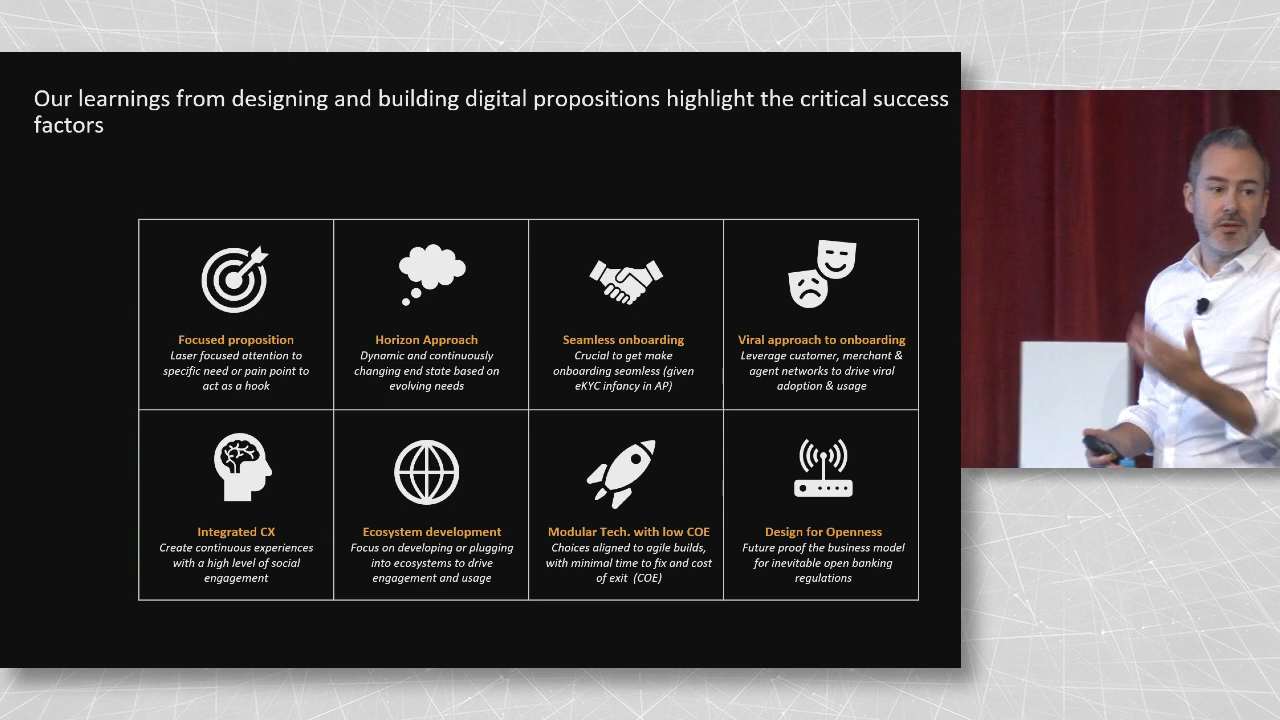 Our learnings from designing and building digital propositions highlight the critical success
factors
Focused proposition
Laser focused attention to
specific need or pain point to
act as a hook
Horizon Approach
Dynamic and continuously
changing end state based on
evolving needs
Seamless onboarding
Crucial to get make
onboarding seamless (given
eKYC infancy in AP)
Viral approach to onboarding
Leverage customer, merchant &
agent networks to drive viral
adoption & usage
Integrated CX
Create continuous experiences
with a high level of social
engagement
Ecosystem development
Focus on developing or plugging
into ecosystems to drive
engagement and usage
Modular Tech. with low COE
Choices aligned to agile builds,
with minimal time to fix and cost
of exit (COE)
Design for Openness
Future proof the business model
for inevitable open banking
regulations